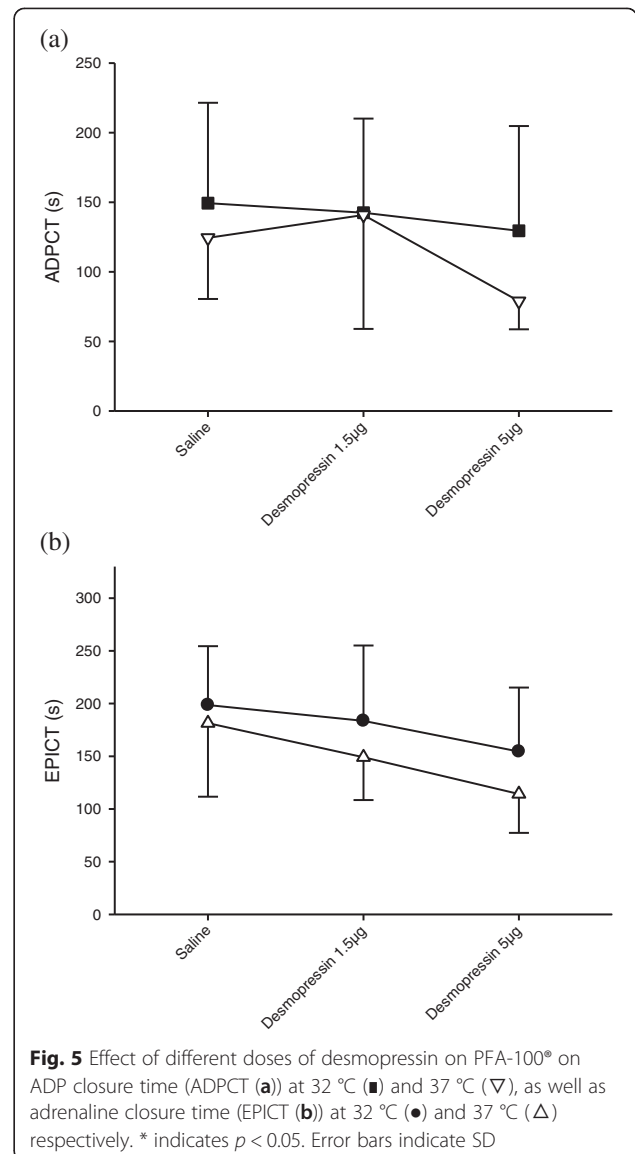 (a)
250
200
150
100
50
0
ADPCT (s)
Saline
Desmopressin 1.5µg
Desmopressin 5µg
(b)
300
250
200
150
100
50
0
EPICT (s)
Saline
Desmopressin 1.5µg
Desmopressin 5µg
Fig. 5 Effect of different doses of desmopressin on PFA-100® on
ADP closure time (ADPCT (a)) at 32 °C (■) and 37 °C (▽), as well as
adrenaline closure time (EPICT (b)) at 32 °C (●) and 37 °C (△)
respectively. * indicates p < 0.05. Error bars indicate SD